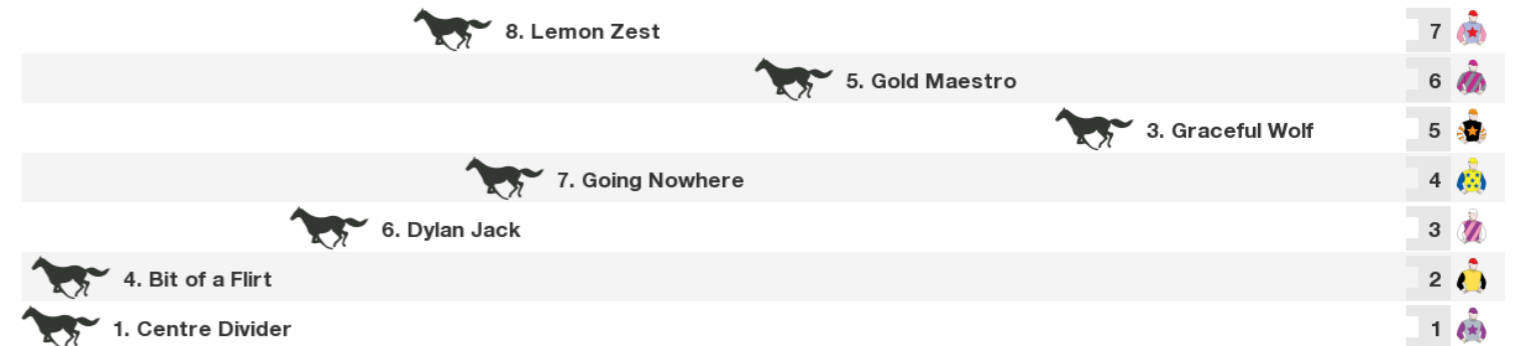 8. Lemon Zest 7
5. Gold Maestro 6
3. Graceful Wolf 5
7. Going Nowhere 4
6. Dylan Jack 3
4. Bit of a Flirt 2
1. Centre Divider 1